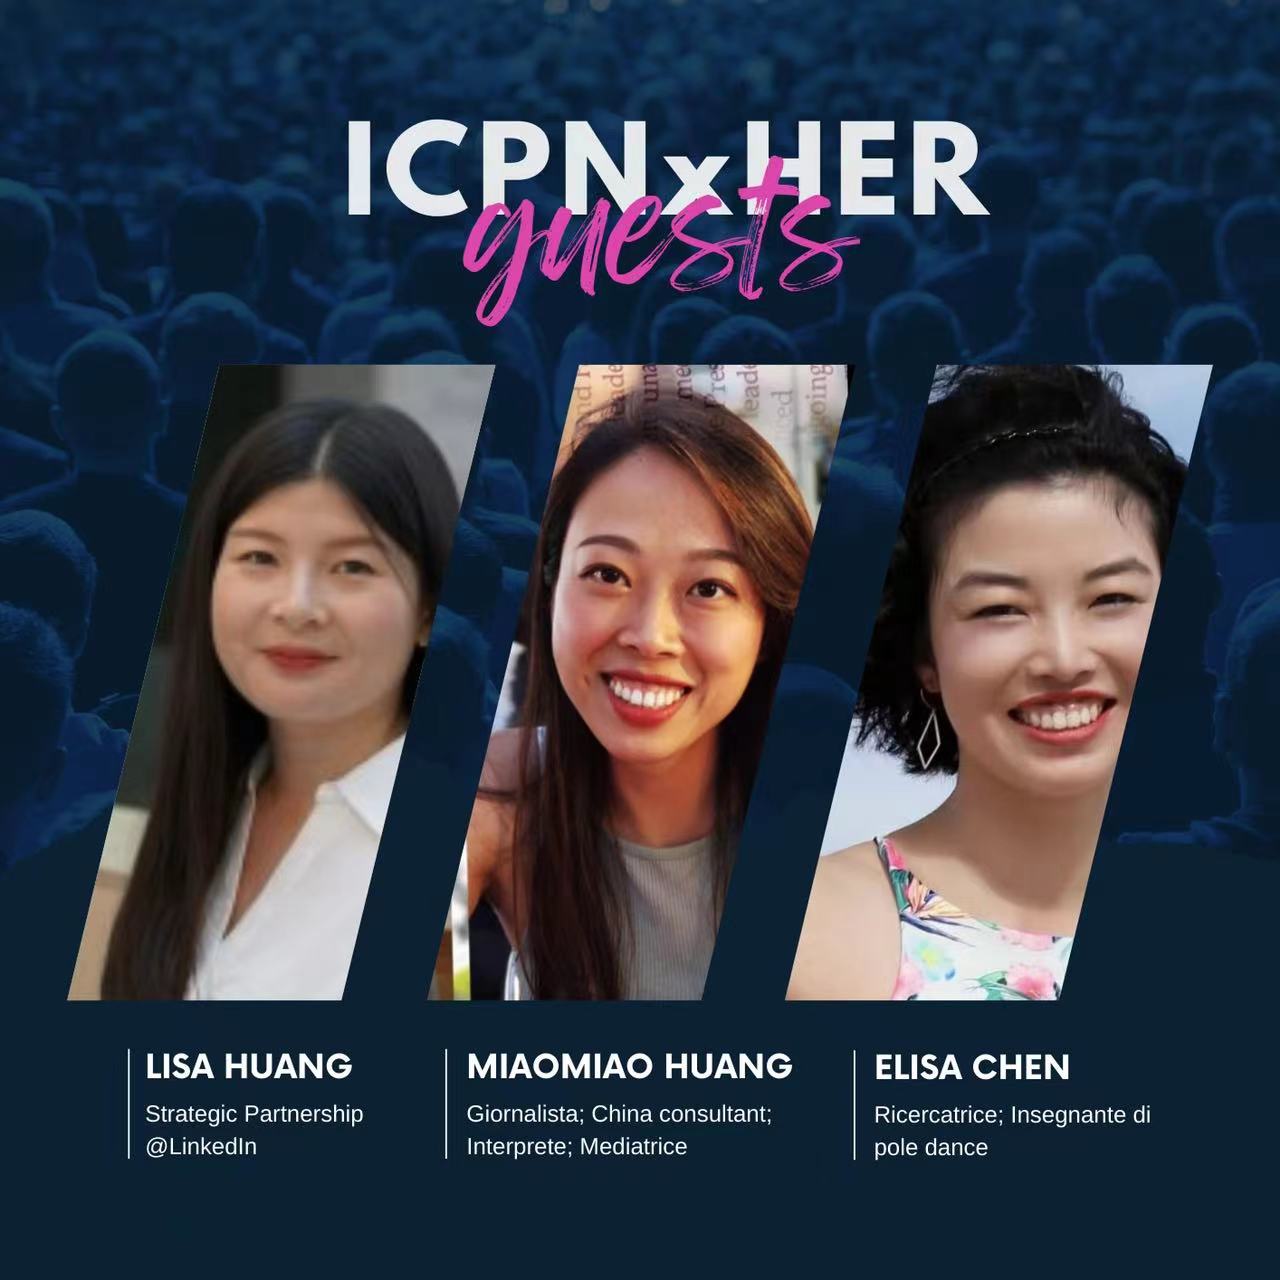 ICPNxHER
guests
LISA HUANG
Strategic Partnership
@LinkedIn
MIAOMIAO HUANG
Giornalista; China consultant;
Interprete; Mediatrice
ELISA CHEN
Ricercatrice; Insegnante di
pole dance